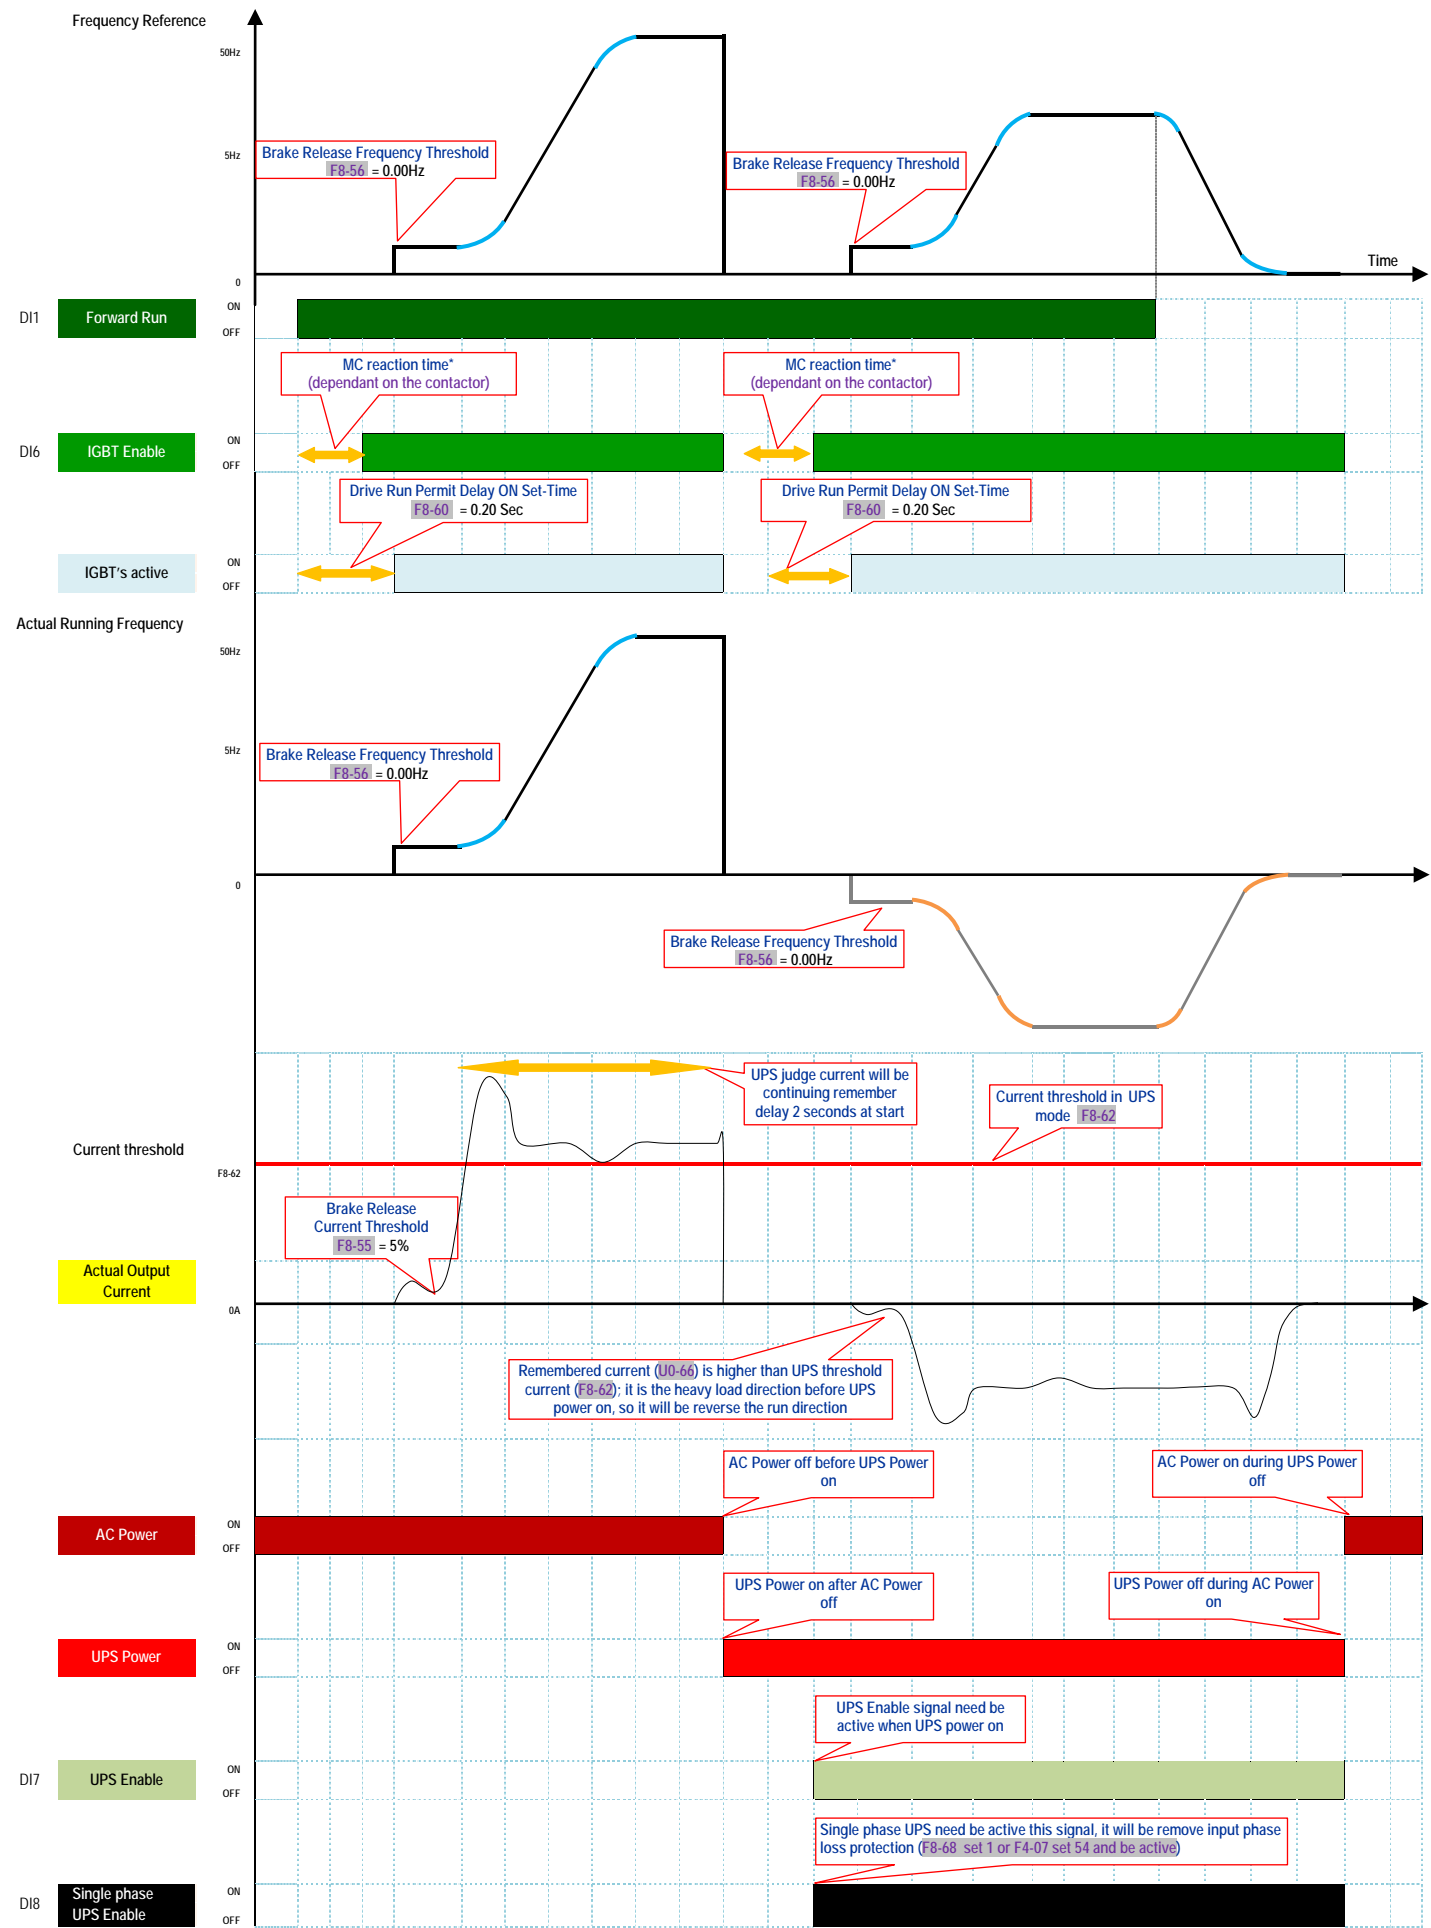 Frequency Reference
50Hz
Brake Release Frequency Threshold
F8-56 = 0.00Hz
5Hz
Brake Release Frequency Threshold
F8-56 = 0.00Hz
Time
0
DI1
Forward Run
ON
OFF
MC reaction time*
(dependant on the contactor)
MC reaction time*
(dependant on the contactor)
DI6
IGBT Enable
ON
OFF
Drive Run Permit Delay ON Set-Time
F8-60 = 0.20 Sec
Drive Run Permit Delay ON Set-Time
F8-60 = 0.20 Sec
IGBT's active
ON
OFF
Actual Running Frequency
50Hz
5Hz
Brake Release Frequency Threshold
F8-56 = 0.00Hz
0
Brake Release Frequency Threshold
F8-56 = 0.00Hz
UPS judge current will be
continuing remember
delay 2 seconds at start
Current threshold in UPS
mode F8-62
Current threshold
F8-62
Brake Release
Current Threshold
F8-55 = 5%
Actual Output
Current
0A
Remembered current (U0-66) is higher than UPS threshold
current (F8-62); it is the heavy load direction before UPS
power on, so it will be reverse the run direction
AC Power off before UPS Power
on
AC Power on during UPS Power
off
AC Power
ON
OFF
UPS Power on after AC Power
off
UPS Power off during AC Power
on
UPS Power
ON
OFF
UPS Enable signal need be
active when UPS power on
DI7
UPS Enable
ON
OFF
Single phase UPS need be active this signal, it will be remove input phase
loss protection (F8-68 set 1 or F4-07 set 54 and be active)
DI8
Single phase
UPS Enable
ON
OFF